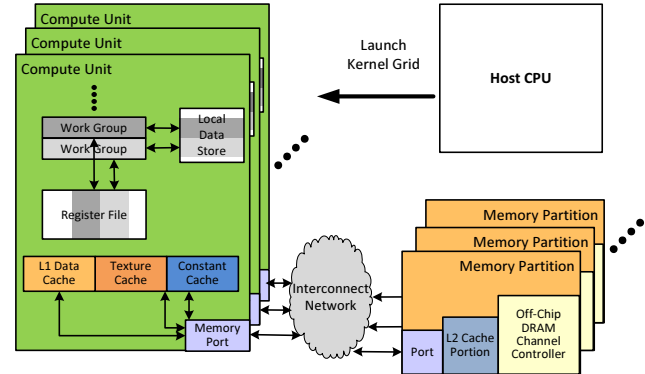 Compute Unit
Compute Unit
Compute Unit
Work Group
Work Group
Local
Data
Store
Register File
L1 Data
Cache
Texture
Cache
Constant
Cache
Memory
Port
Launch
Kernel Grid
Host CPU
Interconnect
Network
Memory Partition
Memory Partition
Memory Partition
Port
L2 Cache
Portion
Off-Chip
DRAM
Channel
Controller